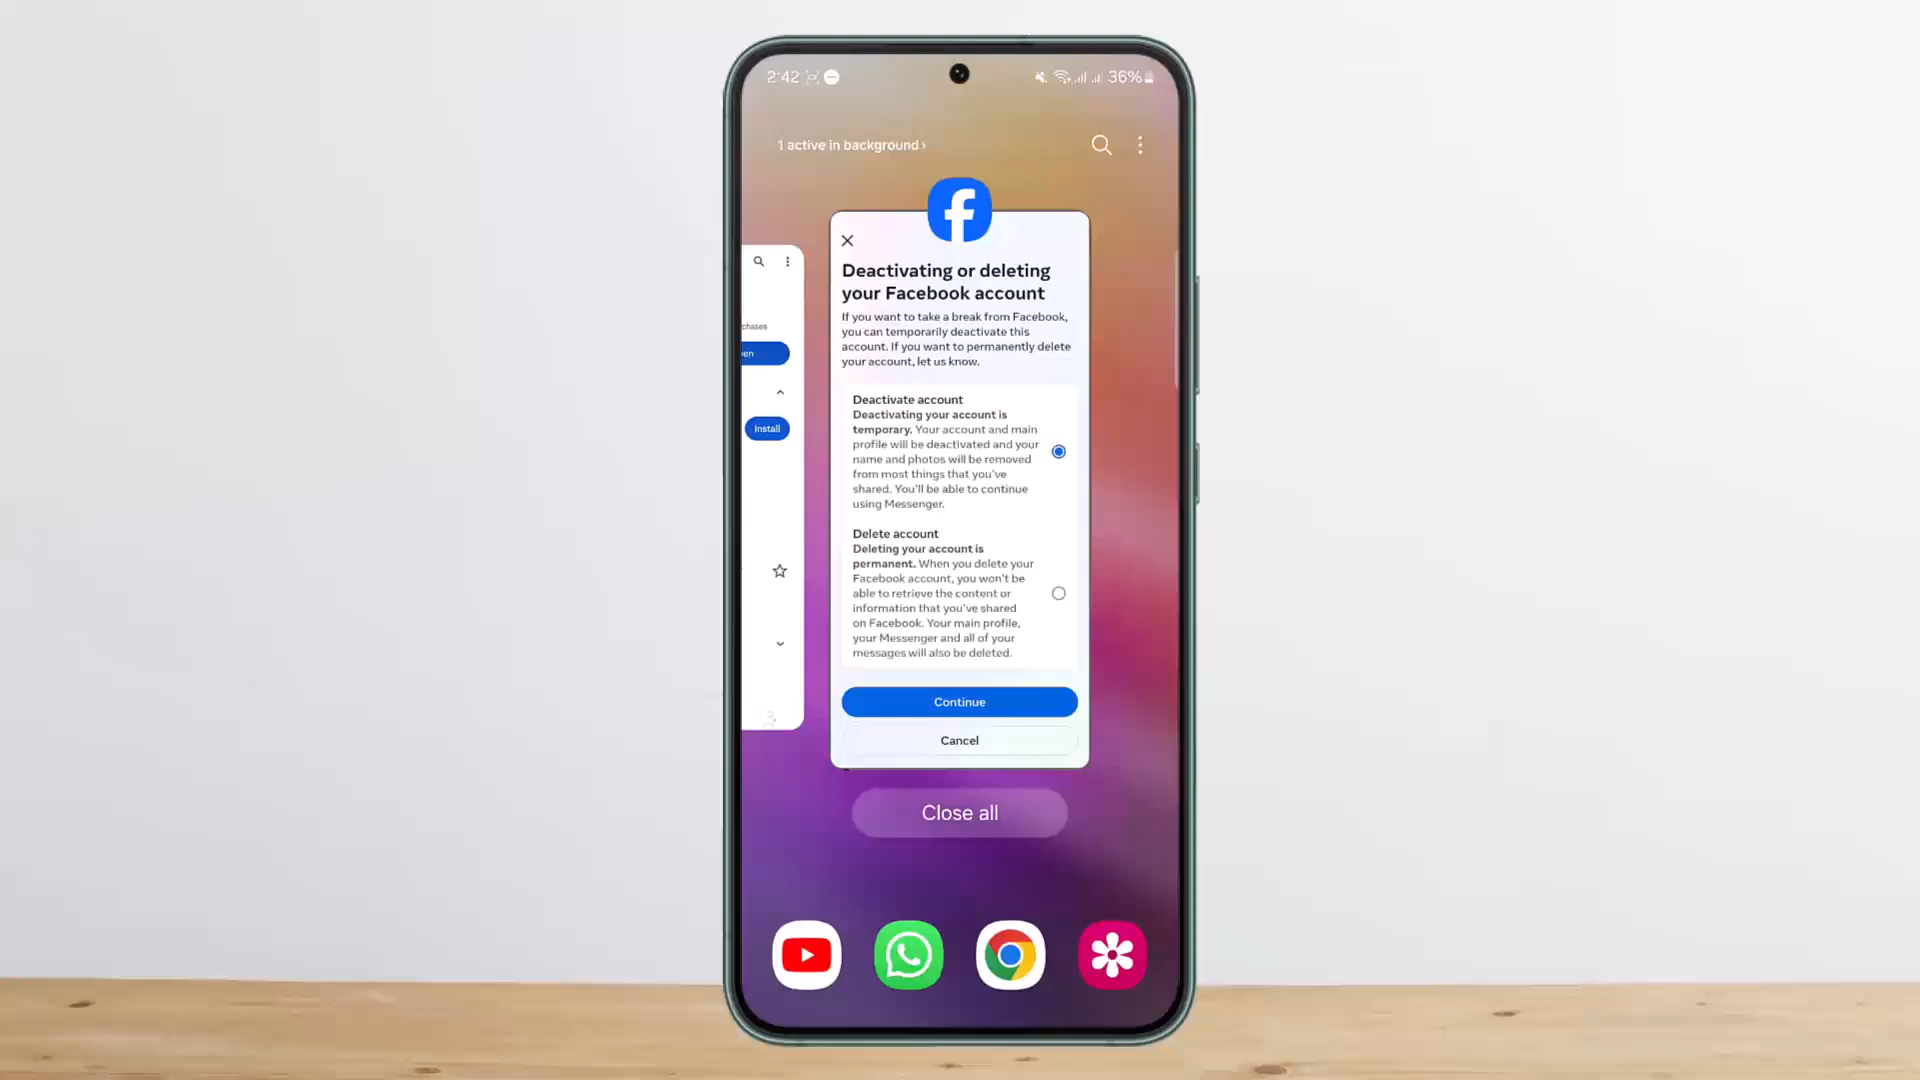 2:42
36%
1 active in background ›
chases
en
Install
Deactivating or deleting
your Facebook account
If you want to take a break from Facebook,
you can temporarily deactivate this
account. If you want to permanently delete
your account, let us know.
Deactivate account
Deactivating your account is
temporary. Your account and main
profile will be deactivated and your
name and photos will be removed
from most things that you've
shared. You'll be able to continue
using Messenger.
Delete account
Deleting your account is
permanent. When you delete your
Facebook account, you won't be
able to retrieve the content or
information that you've shared
on Facebook. Your main profile,
your Messenger and all of your
messages will also be deleted.
Continue
Cancel
Close all